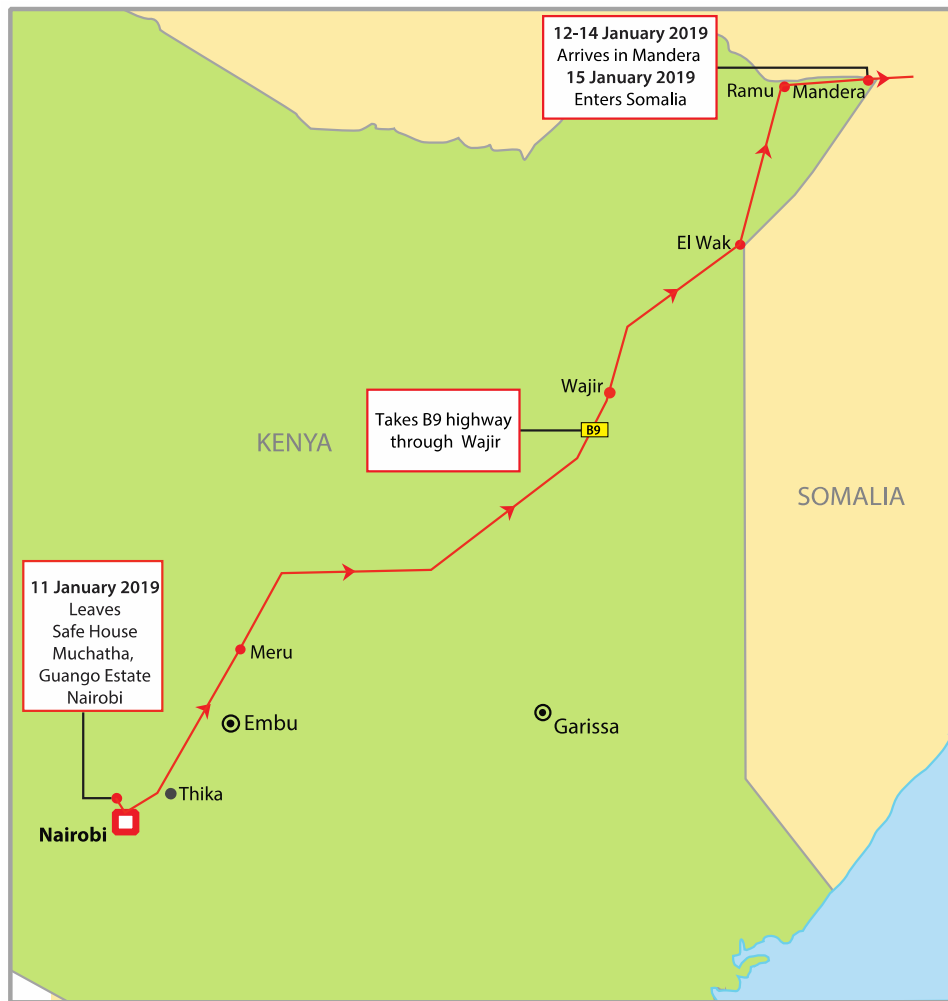 12-14 January 2019
Arrives in Mandera
15 January 2019
Enters Somalia
Ramu
Mandera
El Wak
Wajir
Takes B9 highway
through Wajir
B9
KENYA
SOMALIA
11 January 2019
Leaves
Safe House
Muchatha,
Guango Estate
Nairobi
Meru
Embu
Garissa
Thika
Nairobi